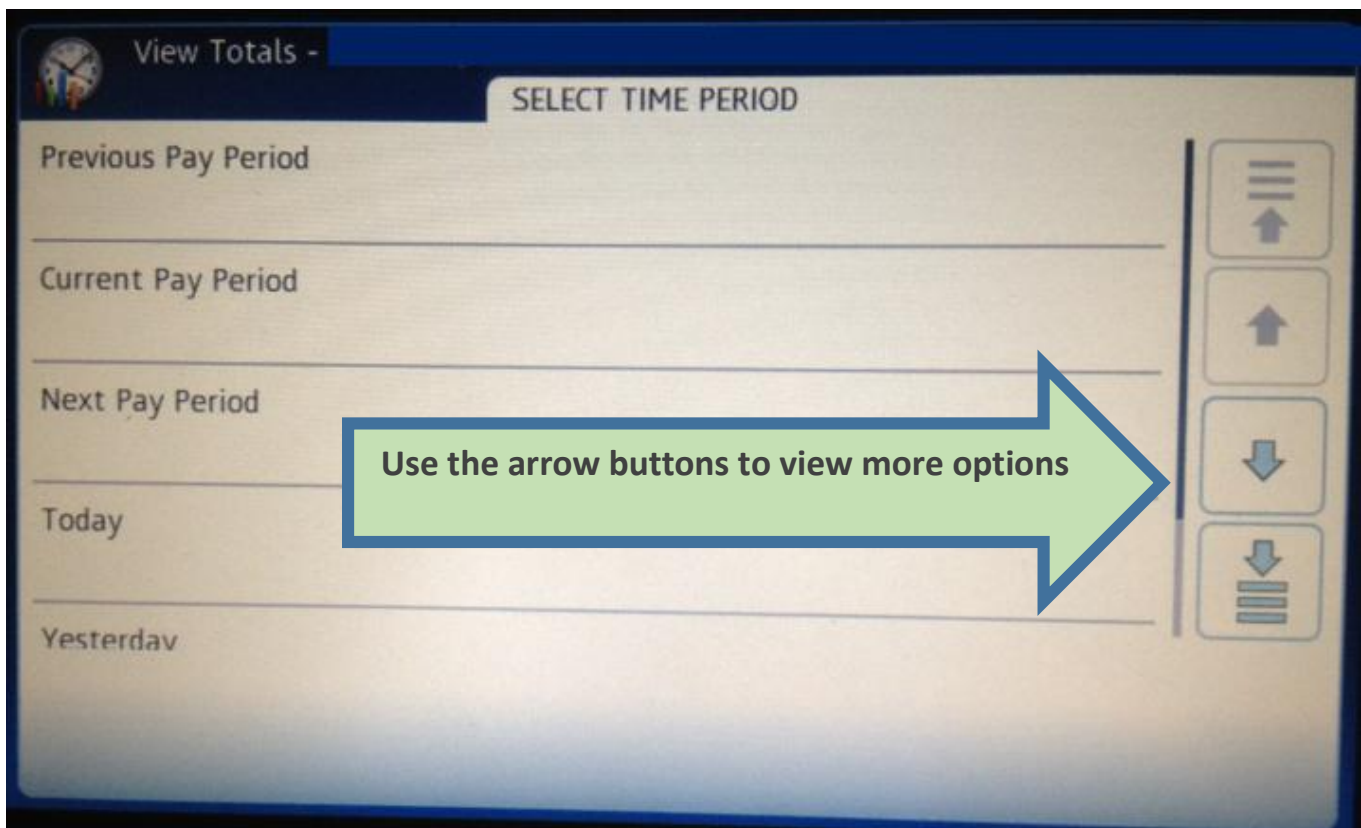 View Totals -
SELECT TIME PERIOD
Previous Pay Period
Current Pay Period
Next Pay Period
Use the arrow buttons to view more options
Today
Yesterday